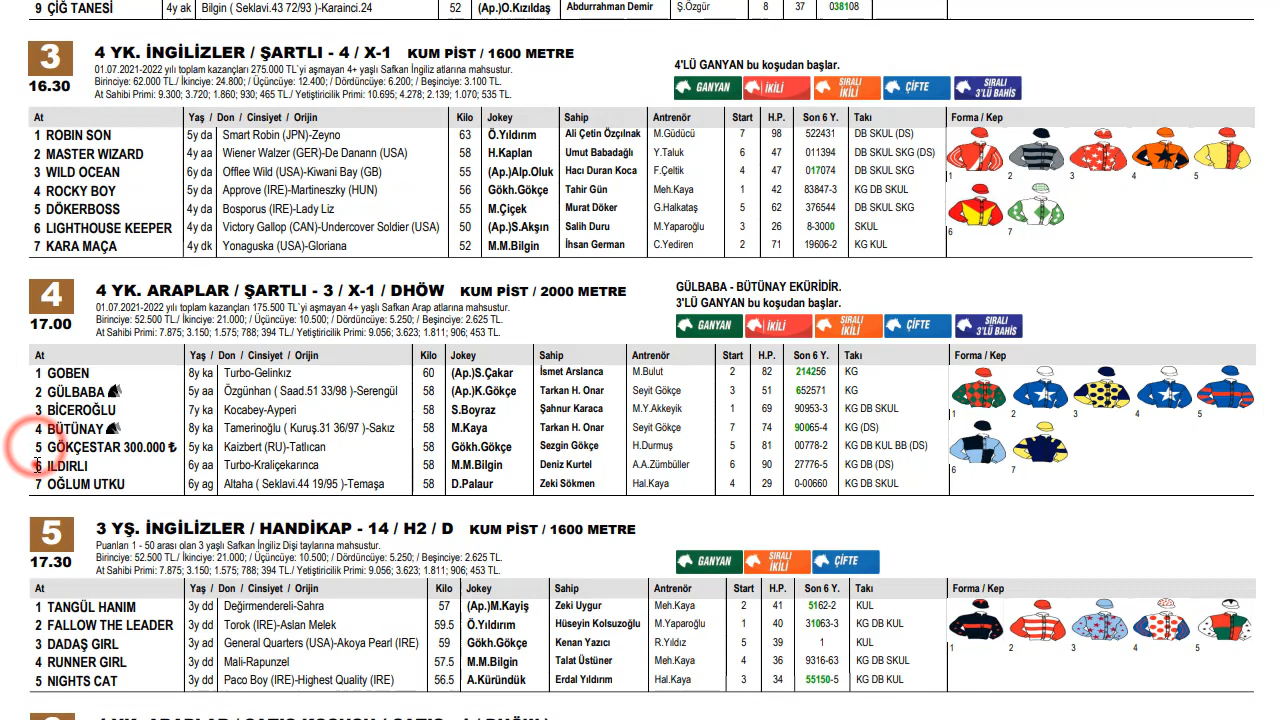 9 ÇİĞ TANESİ 4y ak Bilgin ( Seklavi.43 72/93 )-Karainci.24 52 (Ap.)O.Kızıldaş Abdurrahman Demir Ş.Özgür 8 37 038108
3 4 YK. İNGİLİZLER / ŞARTLI - 4 / X-1 KUM PİST / 1600 METRE
4'LÜ GANYAN bu koşudan başlar.
16.30
01.07.2021-2022 yılı toplam kazançları 275.000 TL'yi aşmayan 4+ yaşlı Safkan İngiliz atlarına mahsustur.
Birinciye: 62.000 TL./ İkinciye: 24.800; / Üçüncüye: 12.400; / Dördüncüye: 6.200; / Beşinciye: 3.100 TL.
At Sahibi Primi: 9.300; 3.720; 1.860; 930; 465 TL./ Yetiştiricilik Primi: 10.695; 4.278; 2.139; 1.070; 535 TL.
GANYAN İKİLİ SIRALI İKİLİ ÇİFTE SIRALI 3'LÜ BAHİS
At Yaş / Don / Cinsiyet / Orijin Kilo Jokey Sahip Antrenör Start H.P. Son 6 Y. Takı Forma / Kep
1 ROBIN SON 5y da Smart Robin (JPN)-Zeyno 63 Ö.Yıldırım Ali Çetin Özçılnak M.Güdücü 7 98 522431 DB SKUL (DS)
2 MASTER WIZARD 4y aa Wiener Walzer (GER)-De Danann (USA) 58 H.Kaplan Umut Babadağlı Y.Taluk 6 47 011394 DB SKUL SKG (DS)
3 WILD OCEAN 6y da Offlee Wild (USA)-Kiwani Bay (GB) 55 (Ap.)Alp.Oluk Hacı Duran Koca F.Çeltik 4 47 017074 DB SKUL SKG
1 2 3 4 5
4 ROCKY BOY 5y da Approve (IRE)-Martineszky (HUN) 56 Gökh.Gökçe Tahir Gün Meh.Kaya 1 42 83847-3 KG DB SKUL
5 DÖKERBOSS 4y da Bosporus (IRE)-Lady Liz 55 M.Çiçek Murat Döker G.Halkataş 5 62 376544 DB SKUL SKG
6 LIGHTHOUSE KEEPER 4y da Victory Gallop (CAN)-Undercover Soldier (USA) 50 (Ap.)S.Akşın Salih Duru M.Yaparoğlu 3 26 8-3000 SKUL
6 7
7 KARA MAÇA 4y dk Yonaguska (USA)-Gloriana 52 M.M.Bilgin İhsan German C.Yediren 2 71 19606-2 KG KUL
4 4 YK. ARAPLAR / ŞARTLI - 3 / X-1 / DHÖW KUM PİST / 2000 METRE
GÜLBABA - BÜTÜNAY EKÜRİDİR.
3'LÜ GANYAN bu koşudan başlar.
17.00
01.07.2021-2022 yılı toplam kazançları 175.500 TL'yi aşmayan 4+ yaşlı Safkan Arap atlarına mahsustur.
Birinciye: 52.500 TL./ İkinciye: 21.000; / Üçüncüye: 10.500; / Dördüncüye: 5.250; / Beşinciye: 2.625 TL.
At Sahibi Primi: 7.875; 3.150; 1.575; 788; 394 TL./ Yetiştiricilik Primi: 9.056; 3.623; 1.811; 906; 453 TL.
GANYAN İKİLİ SIRALI İKİLİ ÇİFTE SIRALI 3'LÜ BAHİS
At Yaş / Don / Cinsiyet / Orijin Kilo Jokey Sahip Antrenör Start H.P. Son 6 Y. Takı Forma / Kep
1 GOBEN 8y ka Turbo-Gelinkız 60 (Ap.)S.Çakar İsmet Arslanca M.Bulut 2 82 214256 KG
2 GÜLBABA 5y aa Özgünhan ( Saad.51 33/98 )-Serengül 58 (Ap.)K.Gökçe Tarkan H. Onar Seyit Gökçe 3 51 652571 KG
3 BİCEROĞLU 7y ka Kocabey-Ayperi 58 S.Boyraz Şahnur Karaca M.Y.Akkeyik 1 69 90953-3 KG DB SKUL
1 2 3 4 5
4 BÜTÜNAY 8y ka Tamerinoğlu ( Kuruş.31 36/97 )-Sakız 58 M.Kaya Tarkan H. Onar Seyit Gökçe 7 74 90065-4 KG (DS)
5 GÖKÇESTAR 300.000 ₺ 5y ka Kaizbert (RU)-Tatlıcan 58 Gökh.Gökçe Sezgin Gökçe H.Durmuş 5 81 00778-2 KG DB KUL BB (DS)
6 ILDIRLI 6y aa Turbo-Kraliçekarınca 58 M.M.Bilgin Deniz Kurtel A.A.Zümbüller 6 90 27776-5 KG DB (DS)
6 7
7 OĞLUM UTKU 6y ag Altaha ( Seklavi.44 19/95 )-Temaşa 58 D.Palaur Zeki Sökmen Hal.Kaya 4 29 0-00660 KG DB SKUL
5 3 YŞ. İNGİLİZLER / HANDİKAP - 14 / H2 / D KUM PİST / 1600 METRE
17.30
Puanları 1 - 50 arası olan 3 yaşlı Safkan İngiliz Dişi taylarına mahsustur.
Birinciye: 52.500 TL./ İkinciye: 21.000; / Üçüncüye: 10.500; / Dördüncüye: 5.250; / Beşinciye: 2.625 TL.
At Sahibi Primi: 7.875; 3.150; 1.575; 788; 394 TL./ Yetiştiricilik Primi: 9.056; 3.623; 1.811; 906; 453 TL.
GANYAN SIRALI İKİLİ ÇİFTE
At Yaş / Don / Cinsiyet / Orijin Kilo Jokey Sahip Antrenör Start H.P. Son 6 Y. Takı Forma / Kep
1 TANGÜL HANIM 3y dd Değirmendereli-Sahra 57 (Ap.)M.Kayiş Zeki Uygur Meh.Kaya 2 41 5162-2 KUL
2 FALLOW THE LEADER 3y dd Torok (IRE)-Aslan Melek 59.5 Ö.Yıldırım Hüseyin Kolsuzoğlu M.Yaparoğlu 1 40 31063-3 KG DB KUL
3 DADAŞ GIRL 3y ad General Quarters (USA)-Akoya Pearl (IRE) 59 Gökh.Gökçe Kenan Yazıcı R.Yıldız 5 39 1 KUL
1 2 3 4 5
4 RUNNER GIRL 3y dd Mali-Rapunzel 57.5 M.M.Bilgin Talat Üstüner Meh.Kaya 4 36 9316-63 KG DB SKUL
5 NIGHTS CAT 3y dd Paco Boy (IRE)-Highest Quality (IRE) 56.5 A.Küründük Erdal Yıldırım Hal.Kaya 3 34 55150-5 KG DB KUL